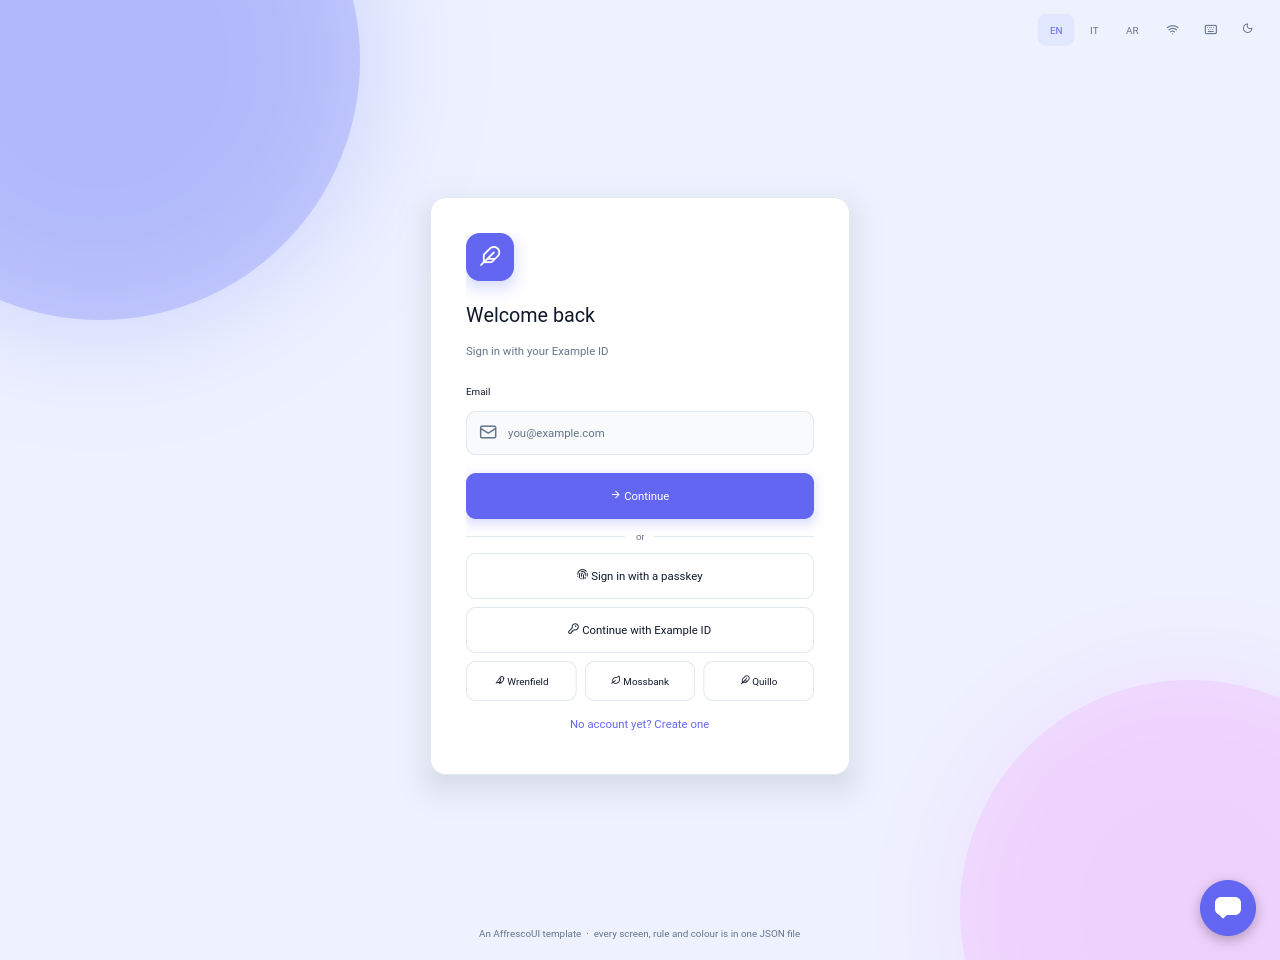 EN IT AR
Welcome back
Sign in with your Example ID
Email
you@example.com
Continue
or
Sign in with a passkey
Continue with Example ID
Wrenfield Mossbank Quillo
No account yet? Create one
An AffrescoUI template · every screen, rule and colour is in one JSON file